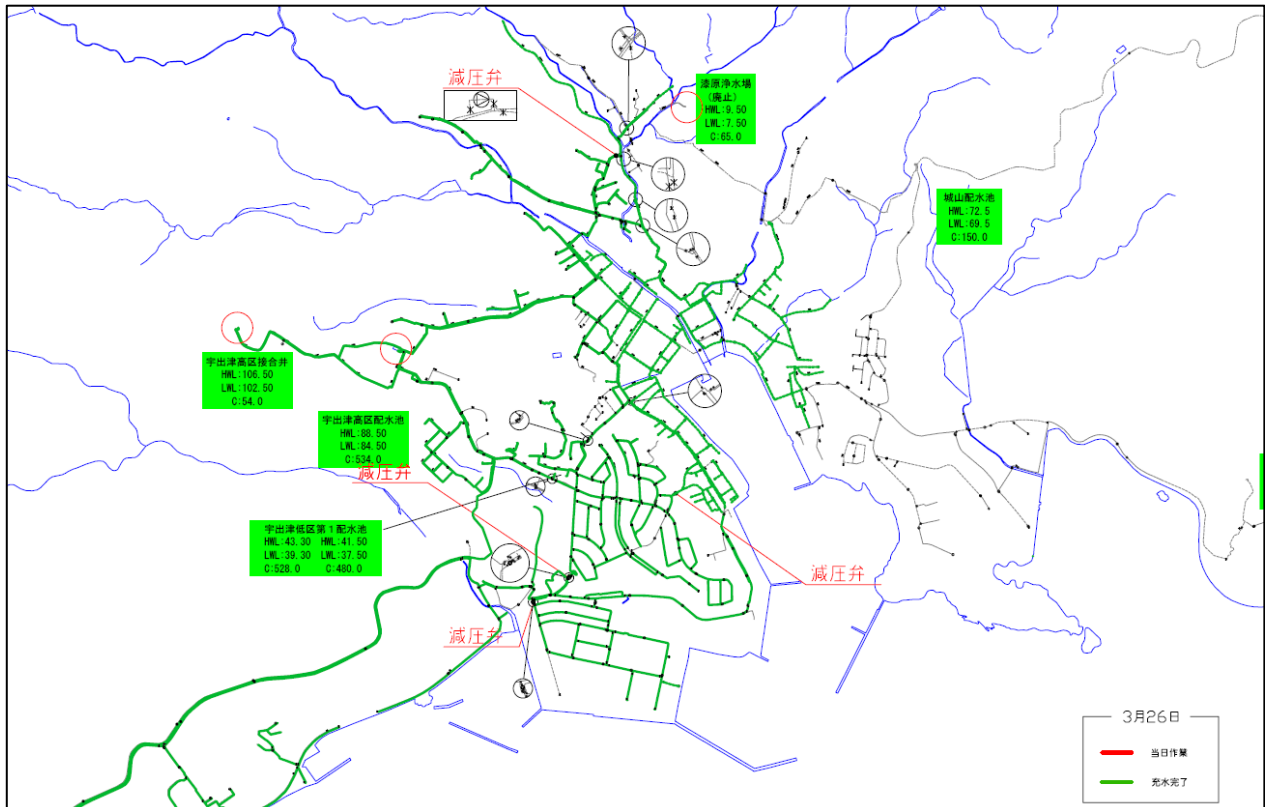 減圧弁
漆原浄水場
(廃止)
HWL:9.50
LWL:7.50
C:65.0
城山配水池
HWL:72.5
LWL:69.5
C:150.0
宇出津高区接合井
HWL:106.50
LWL:102.50
C:54.0
宇出津高区配水池
HWL:88.50
LWL:84.50
C:534.0
減圧弁
宇出津低区第1配水池
HWL:43.30 HWL:41.50
LWL:39.30 LWL:37.50
C:528.0 C:480.0
減圧弁
減圧弁
3月26日
当日作業
充水完了